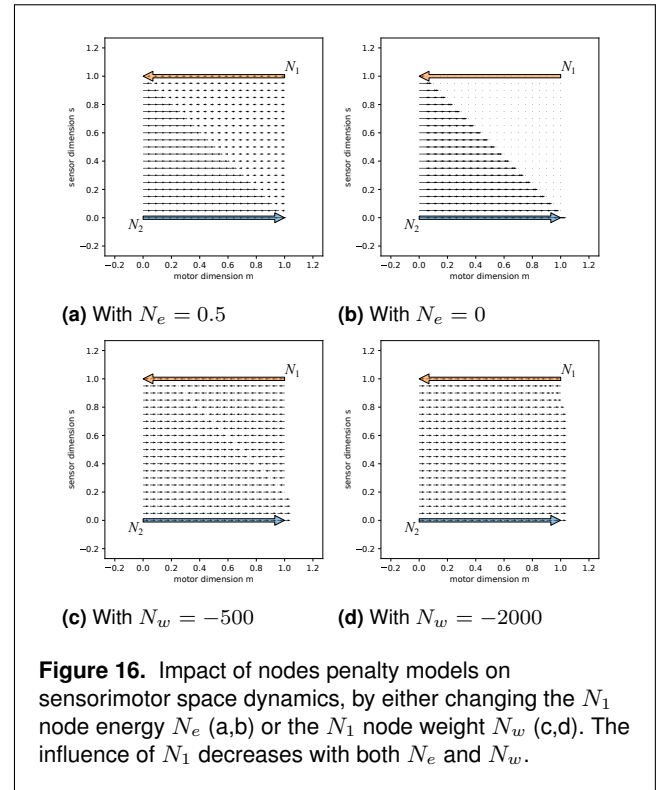 1.2
1.0
0.8
0.6
0.4
0.2
0.0
−0.2
sensor dimension s
N1
N2
−0.2 0.0 0.2 0.4 0.6 0.8 1.0 1.2
motor dimension m
(a) With Ne = 0.5
1.2
1.0
0.8
0.6
0.4
0.2
0.0
−0.2
sensor dimension s
N1
N2
−0.2 0.0 0.2 0.4 0.6 0.8 1.0 1.2
motor dimension m
(b) With Ne = 0
1.2
1.0
0.8
0.6
0.4
0.2
0.0
−0.2
sensor dimension s
N1
N2
−0.2 0.0 0.2 0.4 0.6 0.8 1.0 1.2
motor dimension m
(c) With Nw = −500
1.2
1.0
0.8
0.6
0.4
0.2
0.0
−0.2
sensor dimension s
N1
N2
−0.2 0.0 0.2 0.4 0.6 0.8 1.0 1.2
motor dimension m
(d) With Nw = −2000
Figure 16. Impact of nodes penalty models on
sensorimotor space dynamics, by either changing the N1
node energy Ne (a,b) or the N1 node weight Nw (c,d). The
influence of N1 decreases with both Ne and Nw.